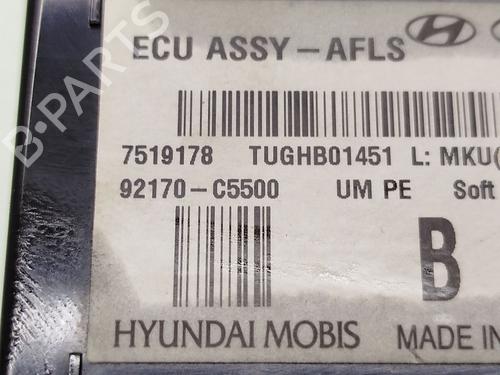 ECU ASSY-AFLS
7519178 TUGHB01451 L: MKU(
92170-C5500 UM PE Soft
B
HYUNDAI MOBIS MADE IN
B-PARTS